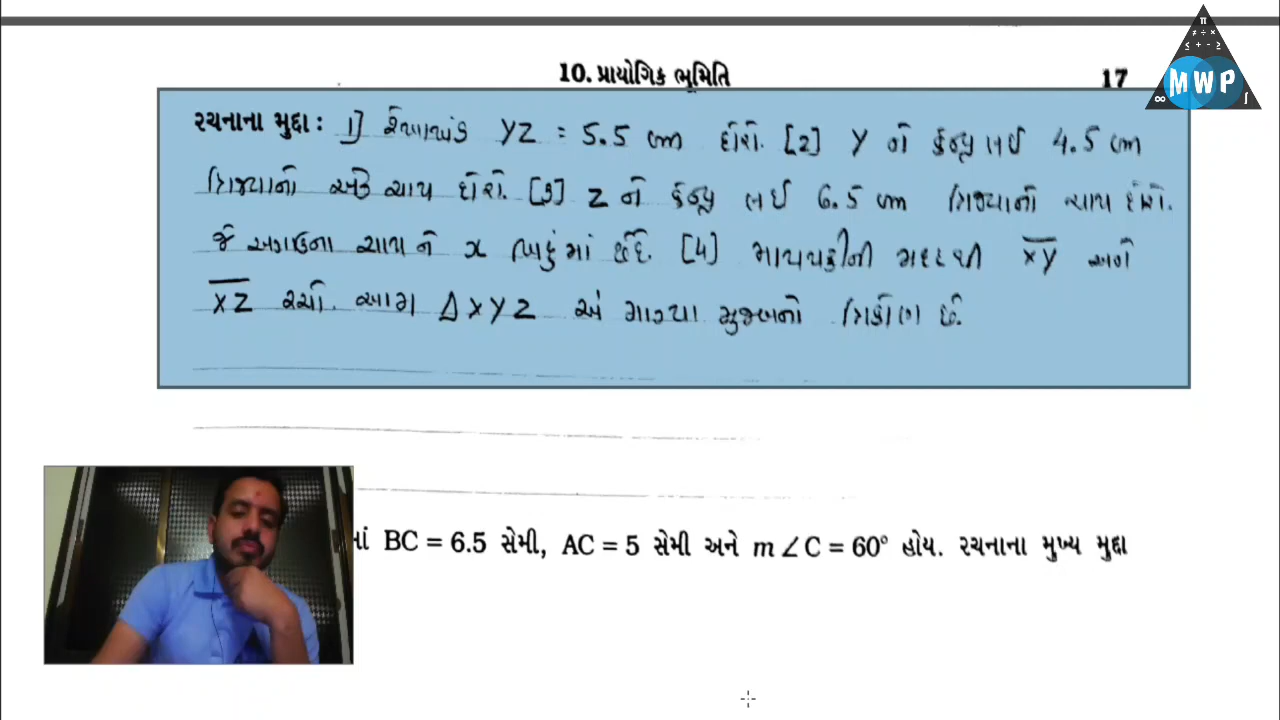 10. પ્રાયોગિક ભૂમિતિ 17
π
≠ ÷ ×
≤ + - ≥
MWP
∞ ∫
રચનાના મુદ્દા : 1] રેખાખંડ YZ = 5.5 cm દોરો. [2] Y ને કેન્દ્ર લઈ 4.5 cm
ત્રિજ્યાનો એક ચાપ દોરો. [3] Z ને કેન્દ્ર લઈ 6.5 cm ત્રિજ્યાનો ચાપ દોરો.
જે અગાઉના ચાપ ને x માં છેદે. [4] માપપટ્ટીની મદદથી XY અને
XZ રચો. આમ ΔXYZ એ માગ્યા મુજબનો ત્રિકોણ છે.
માં BC = 6.5 સેમી, AC = 5 સેમી અને m∠C = 60° હોય. રચનાના મુખ્ય મુદ્દા